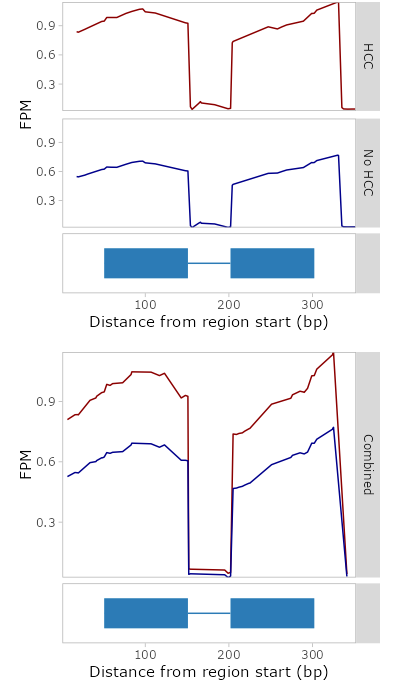 0.9
0.6
0.3
HCC
FPM
0.9
0.6
0.3
No HCC
100
200
300
Distance from region start (bp)
0.9
0.6
0.3
FPM
Combined
100
200
300
Distance from region start (bp)